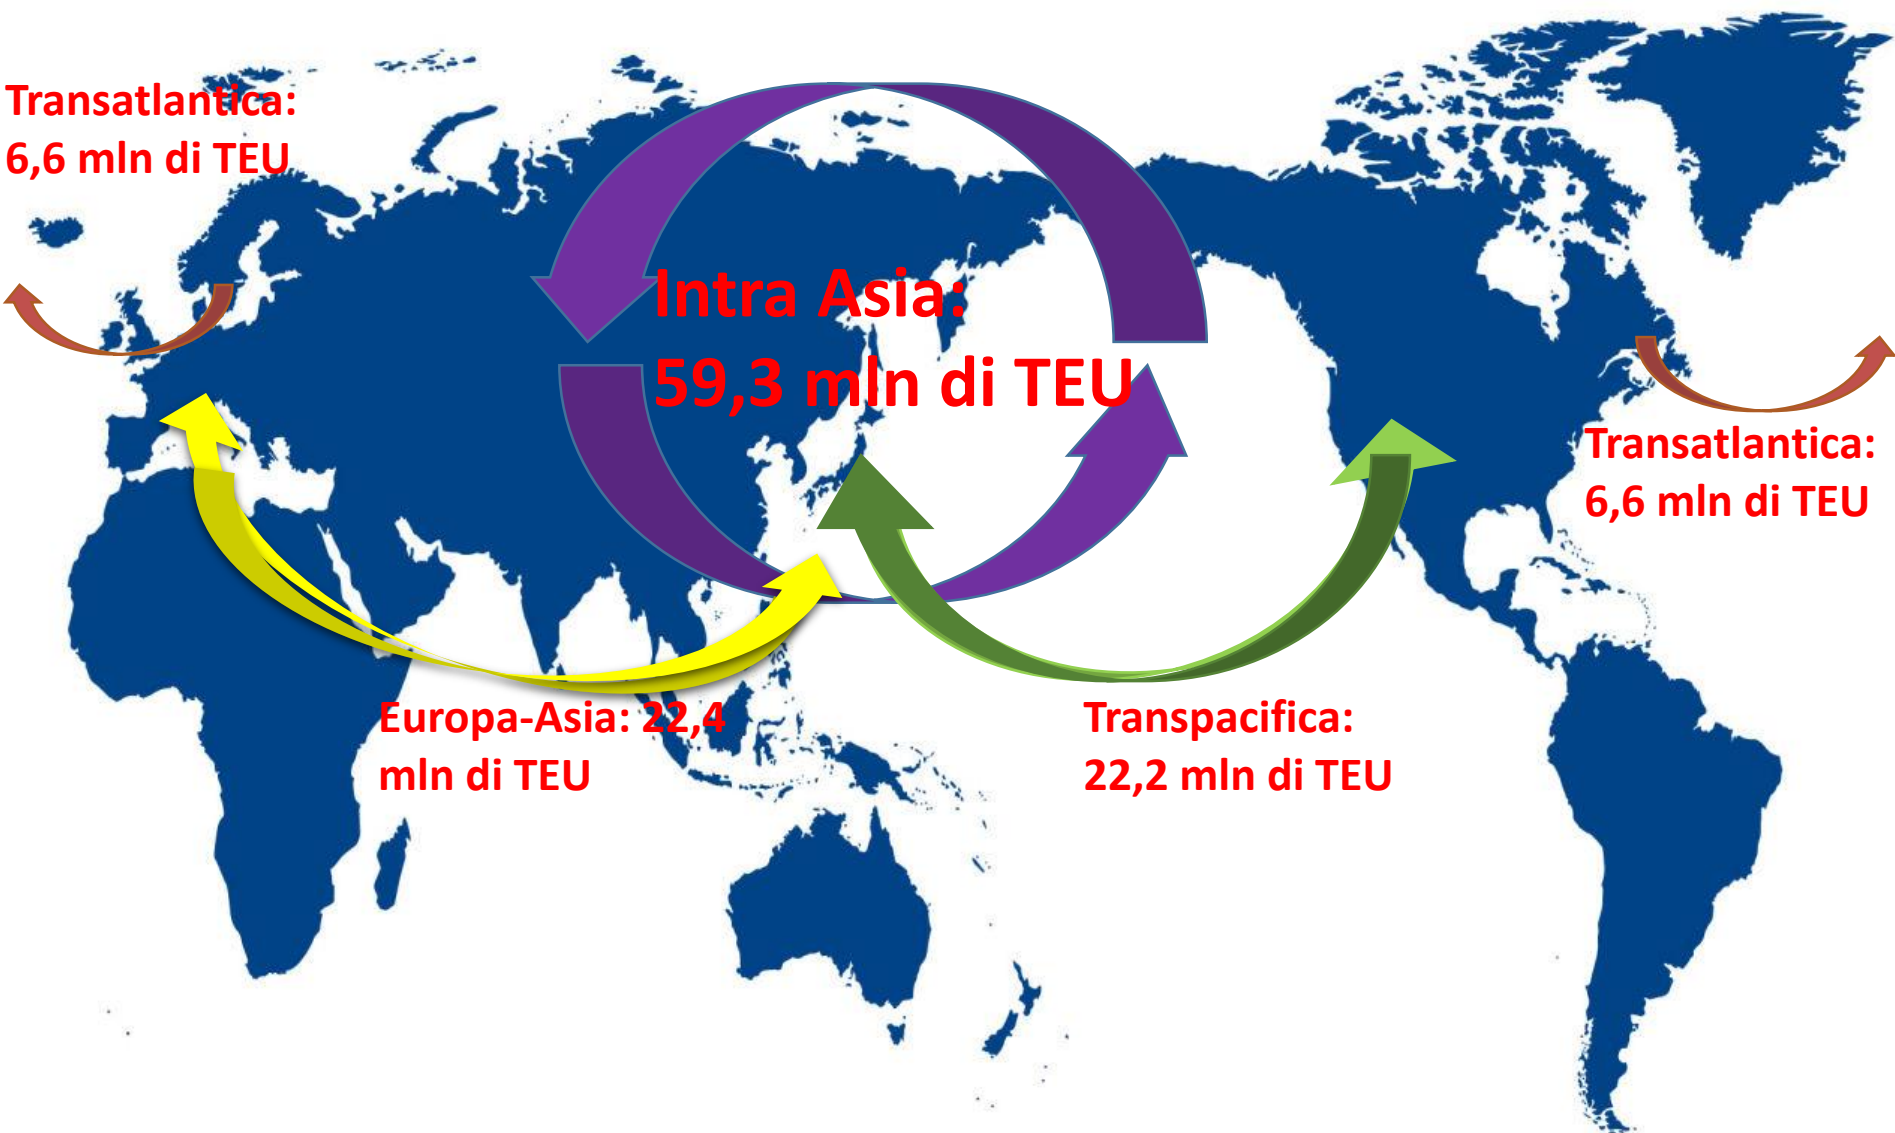 Transatlantica:
6,6 mln di TEU
Intra Asia:
59,3 mln di TEU
Transatlantica:
6,6 mln di TEU
Europa-Asia: 22,4
mln di TEU
Transpacifica:
22,2 mln di TEU